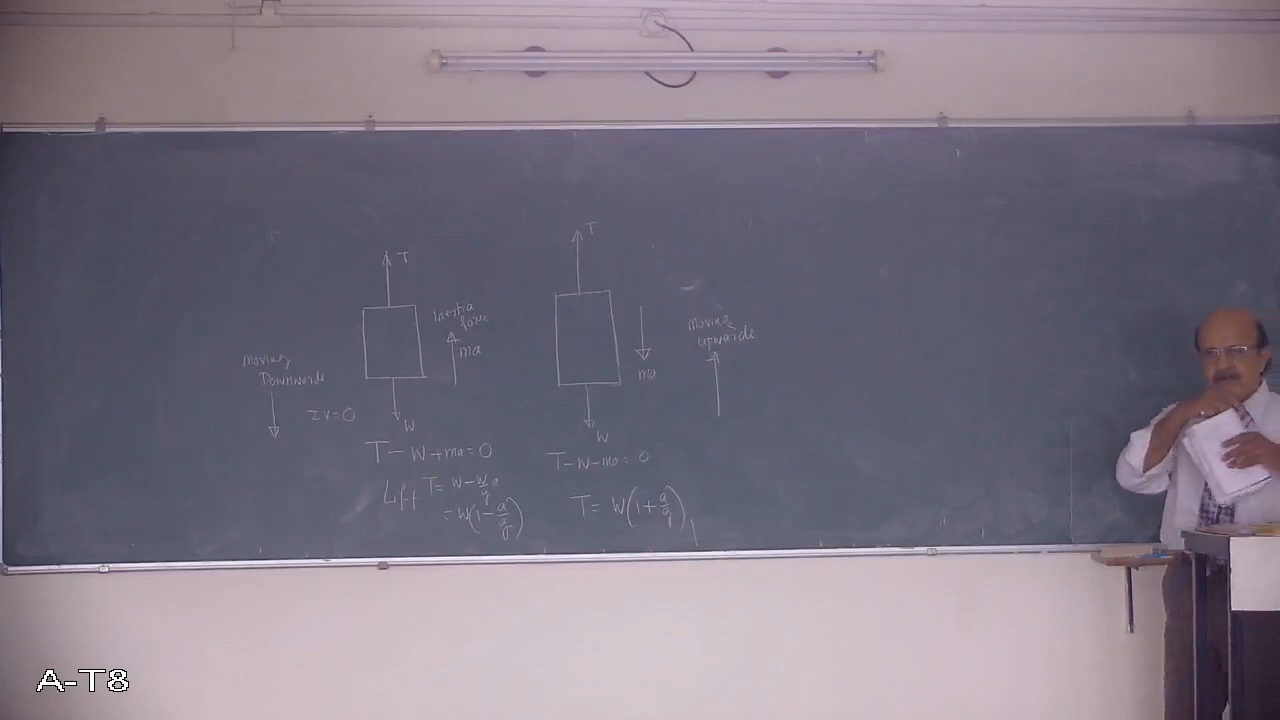 T
Inertia
force
ma
Moving
Downwards
ΣV=0
W
T-W+ma=0
Lift T= W-W/g a
= W(1-a/g)
T
ma
Moving
upwards
W
T-W-ma=0
T= W(1+a/g)
A-T8